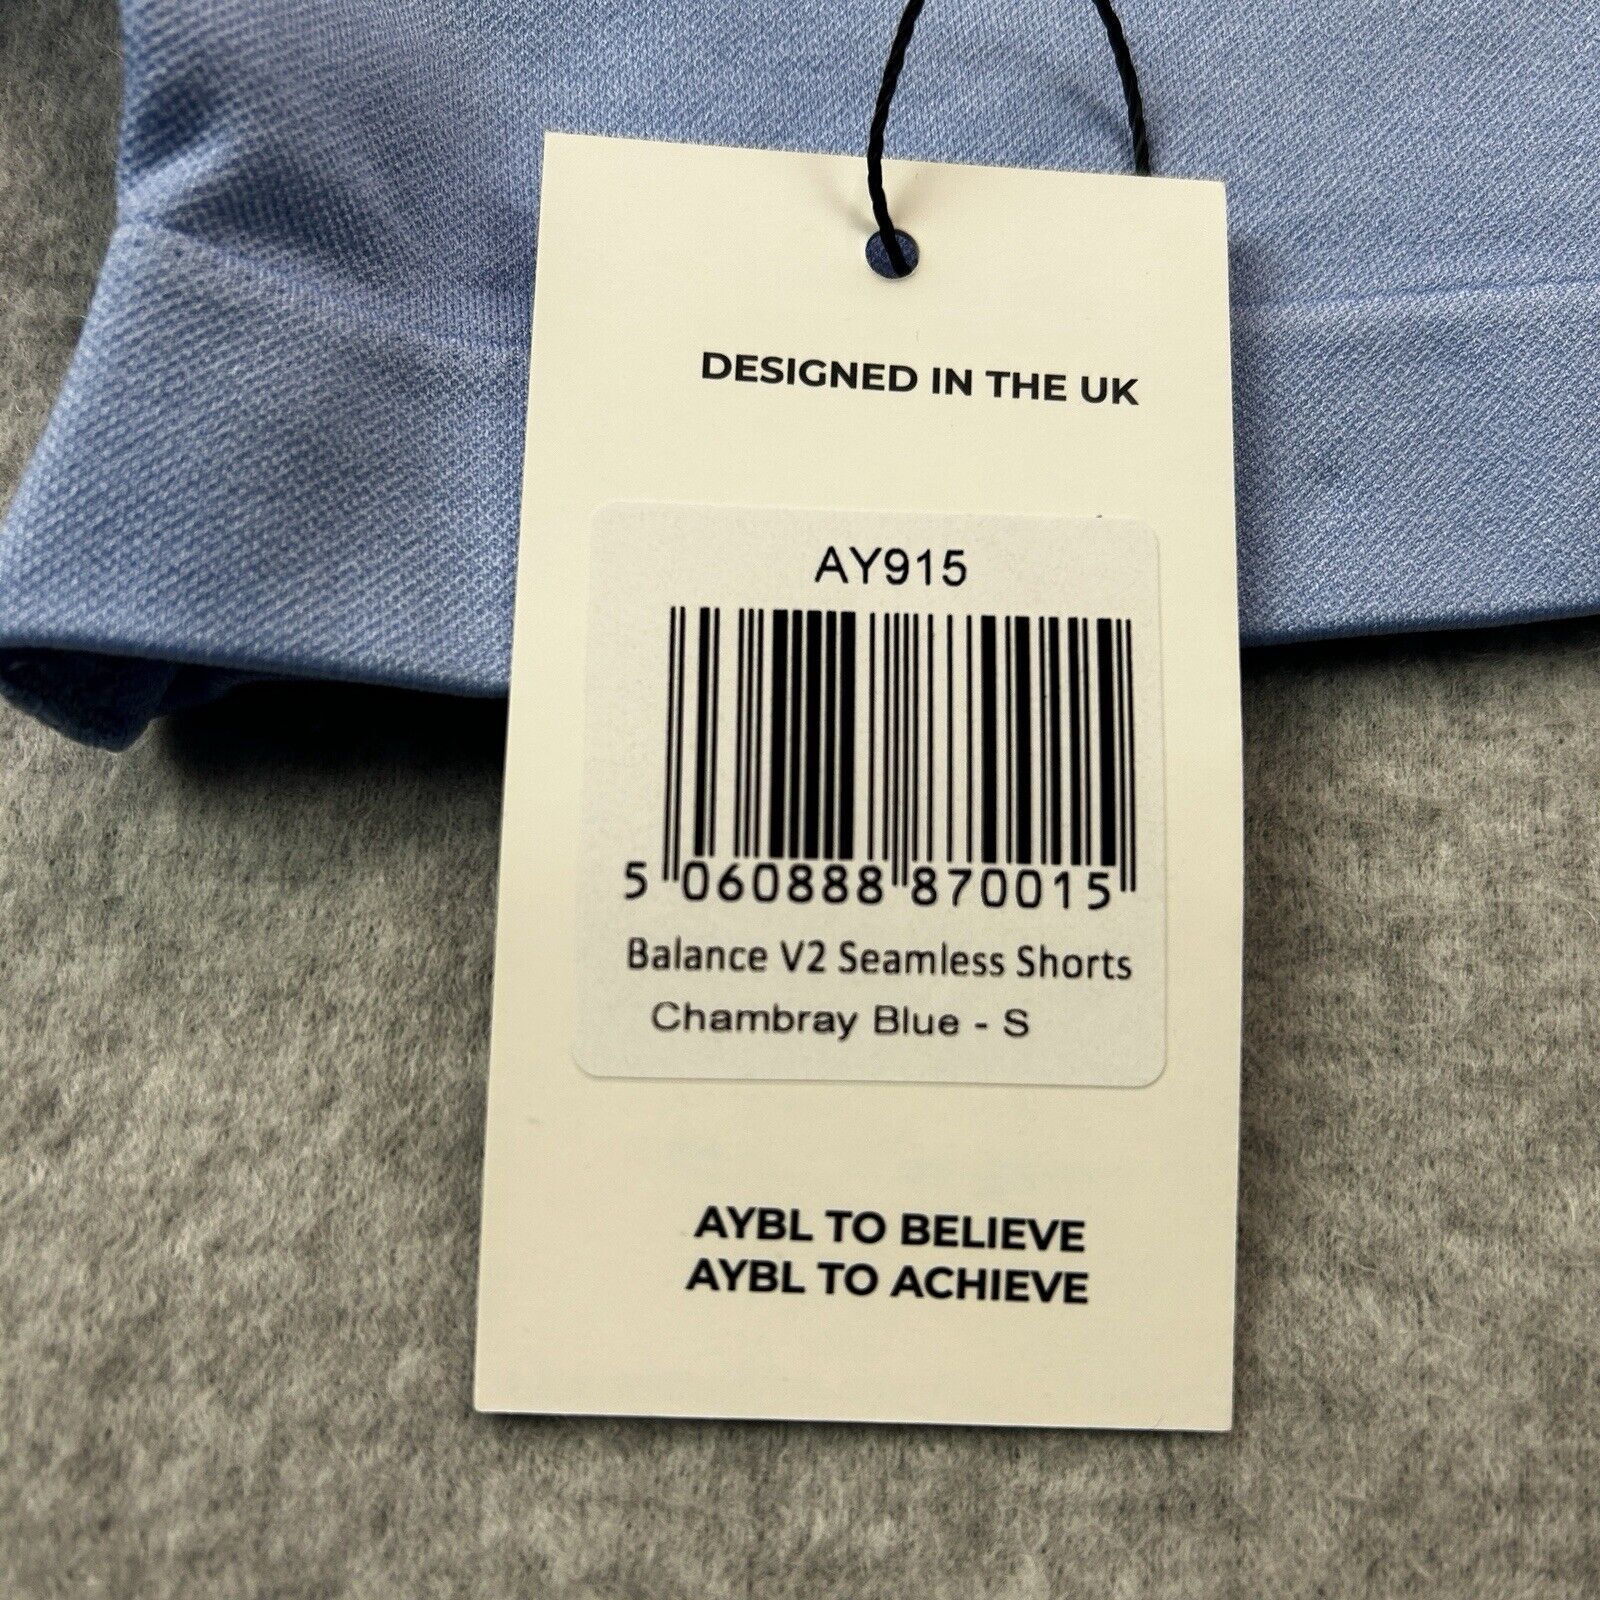 DESIGNED IN THE UK
AY915
5 060888 870015
Balance V2 Seamless Shorts
Chambray Blue - S
AYBL TO BELIEVE
AYBL TO ACHIEVE